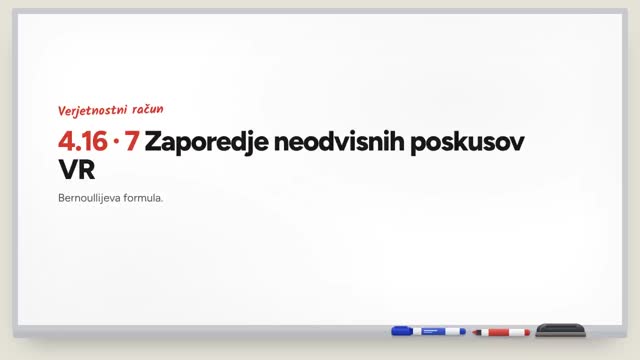 Verjetnostni račun
4.16 · 7 Zaporedje neodvisnih poskusov
VR
Bernoullijeva formula.